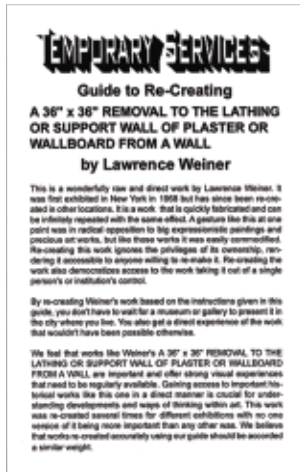 TEMPORARY SERVICES
Guide to Re-Creating
A 36" x 36" REMOVAL TO THE LATHING
OR SUPPORT WALL OF PLASTER OR
WALLBOARD FROM A WALL
by Lawrence Weiner
This is a wonderfully raw and direct work by Lawrence Weiner. It
was first exhibited in New York in 1968 but has since been re-cre-
ated in other locations. It is a work that is quickly fabricated and can
be infinitely repeated with the same effect. A gesture like this at one
point was in radical opposition to big expressionistic paintings and
precious art works, but like these works it was easily commodified.
Re-creating this work ignores the privileges of its ownership, ren-
dering it accessible to anyone willing to re-make it. Re-creating the
work also democratizes access to the work taking it out of a single
person's or institution's control.
By re-creating Weiner's work based on the instructions given in this
guide, you don't have to wait for a museum or gallery to present it in
the city where you live. You also get a direct experience of the work
that wouldn't have been possible otherwise.
We feel that works like Weiner's A 36" x 36" REMOVAL TO THE
LATHING OR SUPPORT WALL OF PLASTER OR WALLBOARD
FROM A WALL are important and offer strong visual experiences
that need to be regularly available. Gaining access to important his-
torical works like this one in a direct manner is crucial for under-
standing developments and ways of thinking within art. This work
was re-created several times for different exhibitions with no one
version of it being more important than any other was. We believe
that works re-created accurately using our guide should be accorded
a similar weight.